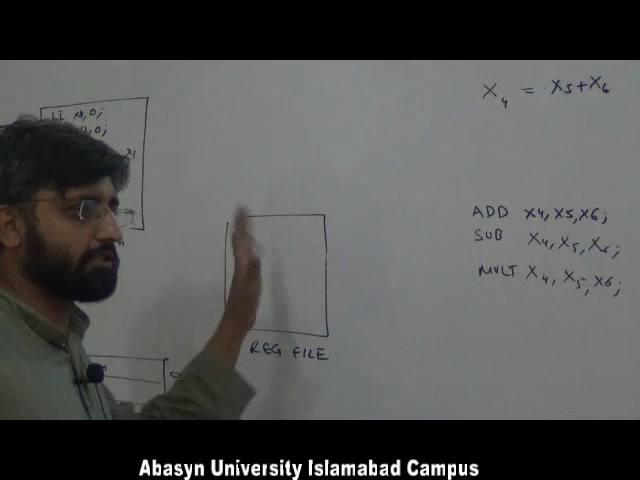 X4 = X5+X6
ADD X4, X5, X6;
SUB X4, X5, X6;
MULT X4, X5, X6;
REG FILE
Abasyn University Islamabad Campus